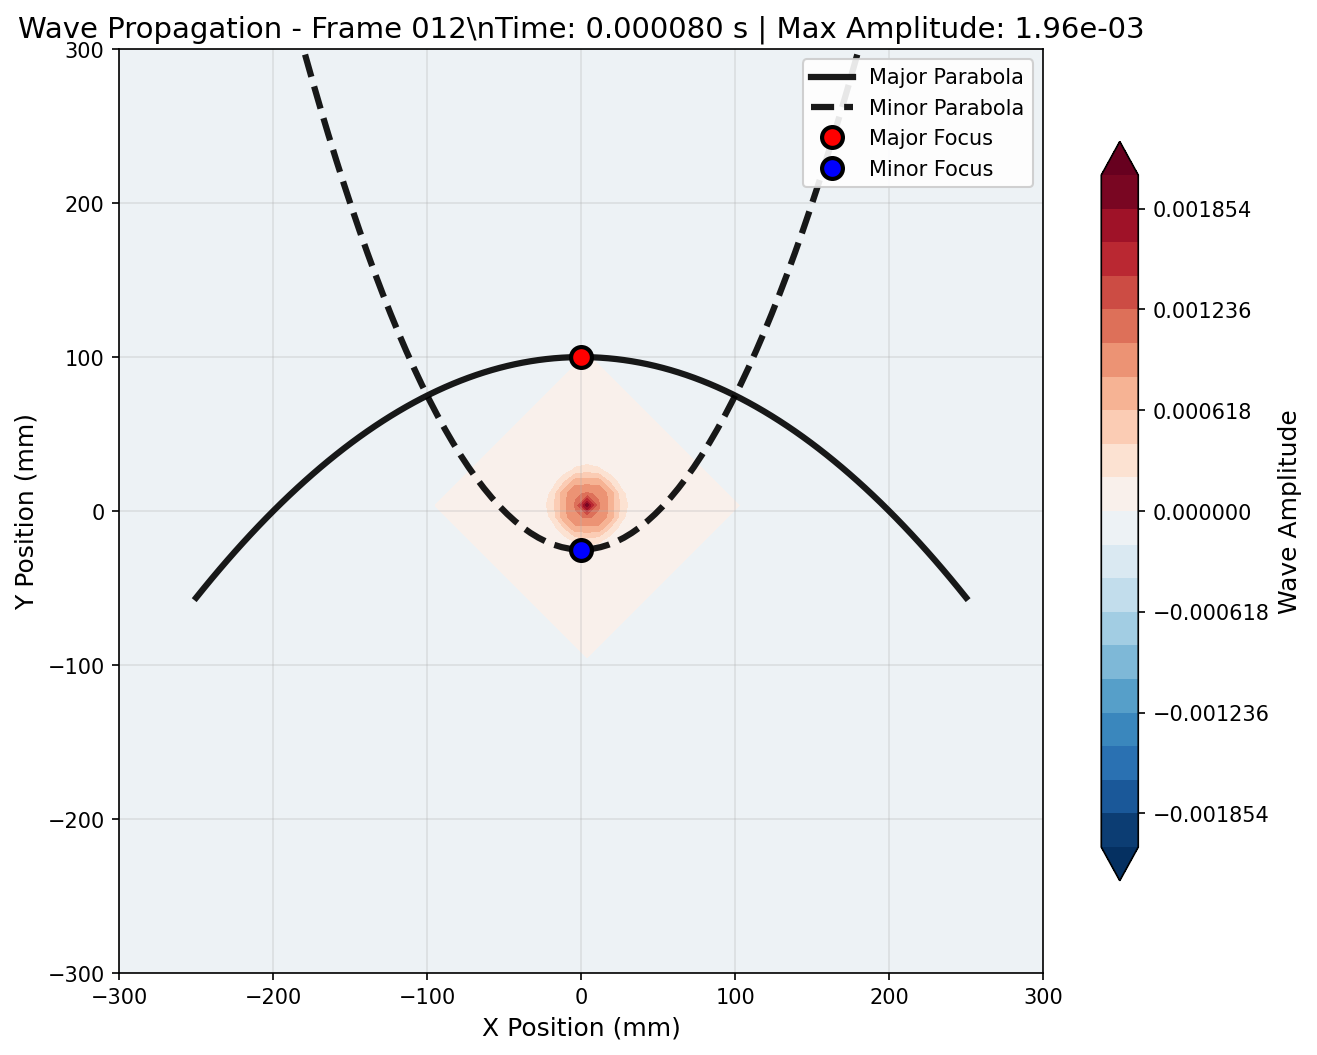 Wave Propagation - Frame 012\nTime: 0.000080 s | Max Amplitude: 1.96e-03
Major Parabola
Minor Parabola
Major Focus
Minor Focus
300
200
100
0
−100
−200
−300
Y Position (mm)
−300
−200
−100
0
100
200
300
X Position (mm)
0.001854
0.001236
0.000618
0.000000
−0.000618
−0.001236
−0.001854
Wave Amplitude